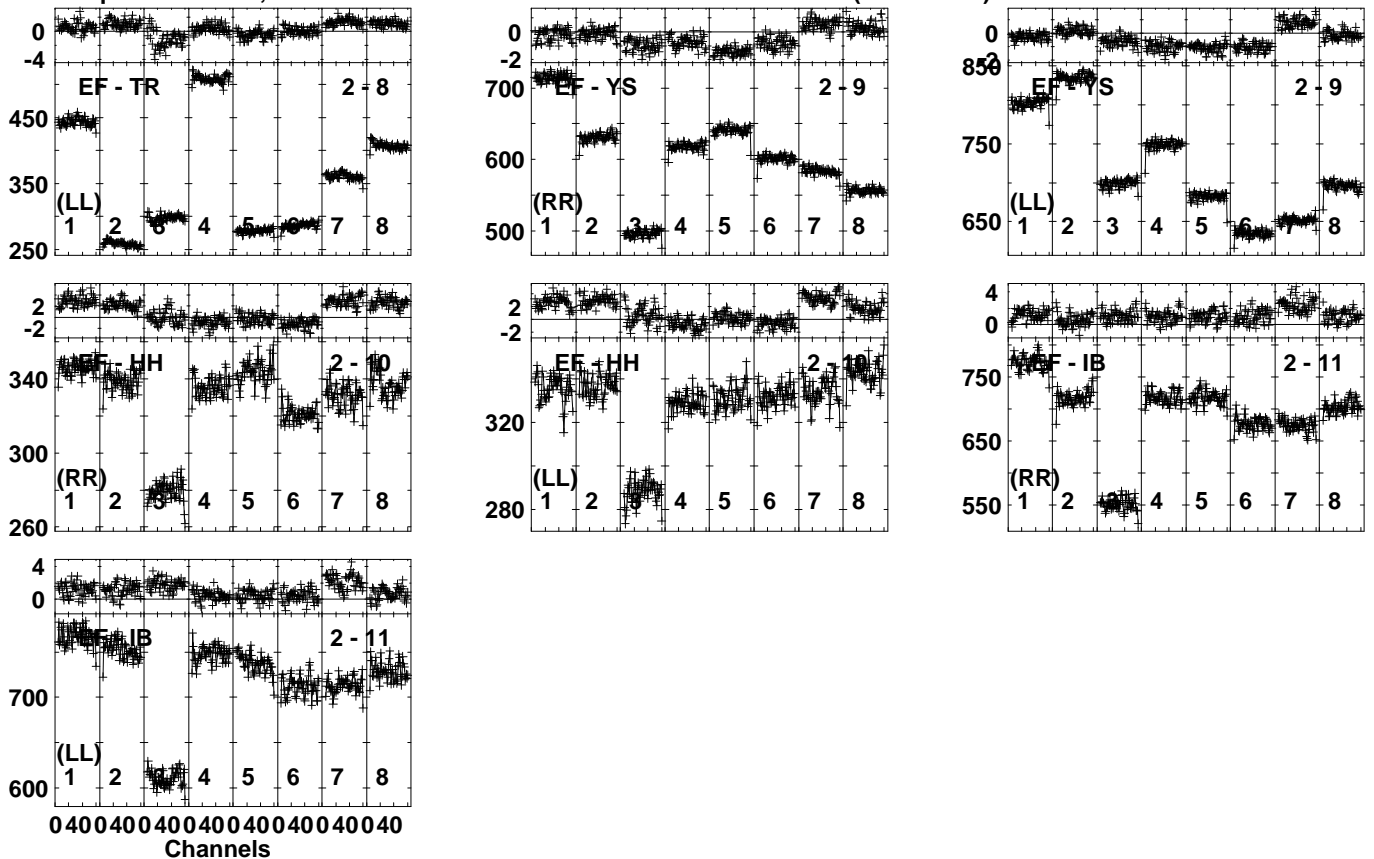 0
-4
EF - TR 2 - 8
450
350
250
(LL)
1 2 3 4 5 6 7 8
0
-2
EF - YS 2 - 9
700
600
500
(RR)
1 2 3 4 5 6 7 8
0
-2
850
EF - YS 2 - 9
750
650
(LL)
1 2 3 4 5 6 7 8
2
-2
EF - HH 2 - 10
340
300
260
(RR)
1 2 3 4 5 6 7 8
2
-2
EF - HH 2 - 10
320
280
(LL)
1 2 3 4 5 6 7 8
4
0
EF - IB 2 - 11
750
650
550
(RR)
1 2 3 4 5 6 7 8
4
0
EF - IB 2 - 11
700
600
(LL)
1 2 3 4 5 6 7 8
0 40 0 40 0 40 0 40 0 40 0 40 0 40 0 40
Channels